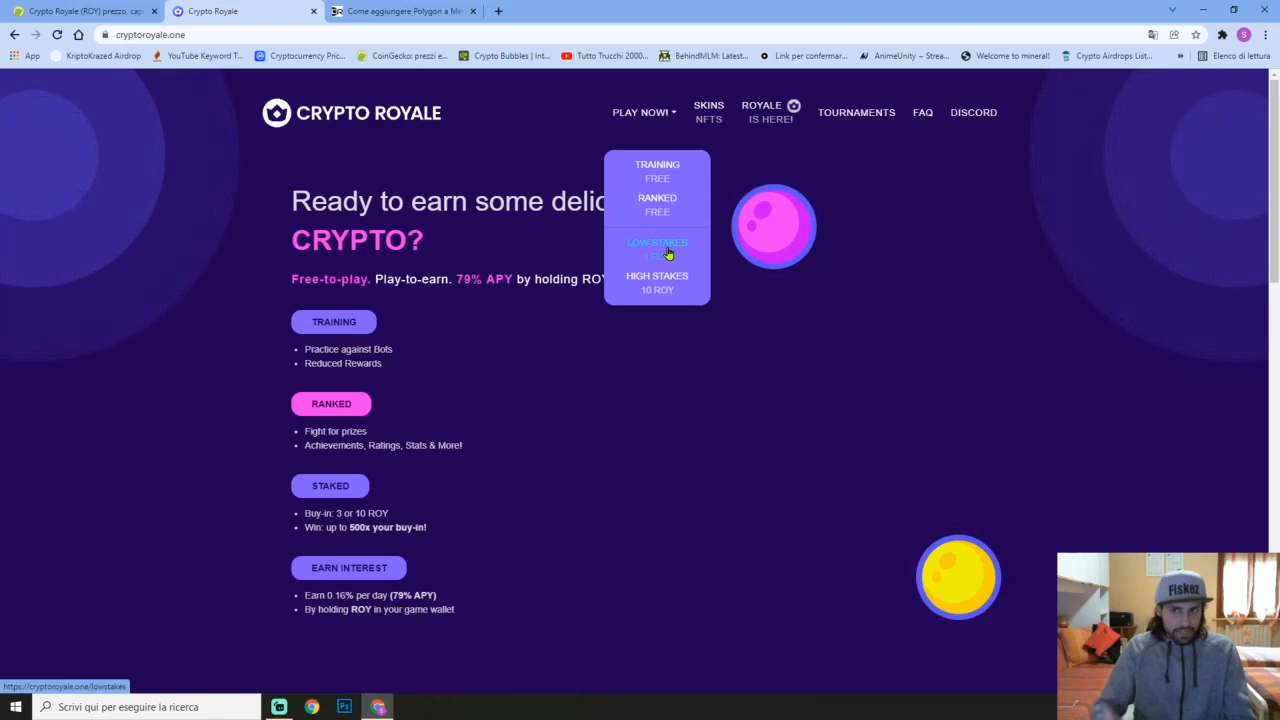 Crypto Royale (ROY) prezzo, cap
Crypto Royale
Come aggiungere Polygon a Me
cryptoroyale.one
App
KriptoKrazed Airdrop
YouTube Keyword T...
Cryptocurrency Pric...
CoinGecko: prezzi e...
Crypto Bubbles | Int...
Tutto Trucchi 2000...
BehindMLM: Latest...
Link per confermar...
AnimeUnity ~ Strea...
Welcome to minerall
Crypto Airdrops List...
»
Elenco di lettura
CRYPTO ROYALE
PLAY NOW!
SKINS
NFTS
ROYALE
IS HERE!
TOURNAMENTS
FAQ
DISCORD
TRAINING
FREE
RANKED
FREE
LOW-STAKES
HIGH STAKES
10 ROY
Ready to earn some delic
CRYPTO?
Free-to-play. Play-to-earn. 79% APY by holding ROY
TRAINING
• Practice against Bots
• Reduced Rewards
RANKED
• Fight for prizes
• Achievements, Ratings, Stats & More!
STAKED
• Buy-in: 3 or 10 ROY
• Win: up to 500x your buy-in!
EARN INTEREST
• Earn 0.16% per day (79% APY)
• By holding ROY in your game wallet
Fiskez
https://cryptoroyale.one/lowstakes
Scrivi qui per eseguire la ricerca
Ps